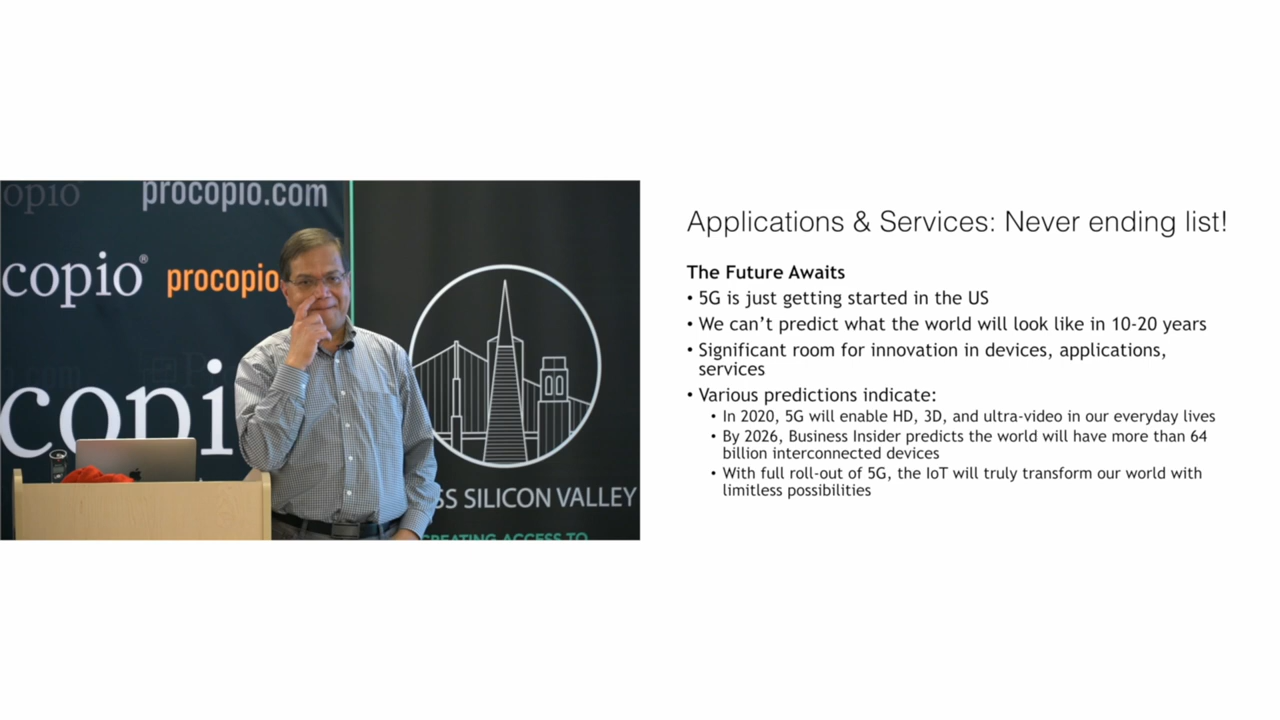 opio
procopio.com
copio®
procopio
copi
SS SILICON VALLEY
CREATING ACCESS TO
Applications & Services: Never ending list!
The Future Awaits
• 5G is just getting started in the US
• We can’t predict what the world will look like in 10-20 years
• Significant room for innovation in devices, applications,
services
• Various predictions indicate:
• In 2020, 5G will enable HD, 3D, and ultra-video in our everyday lives
• By 2026, Business Insider predicts the world will have more than 64
billion interconnected devices
• With full roll-out of 5G, the IoT will truly transform our world with
limitless possibilities